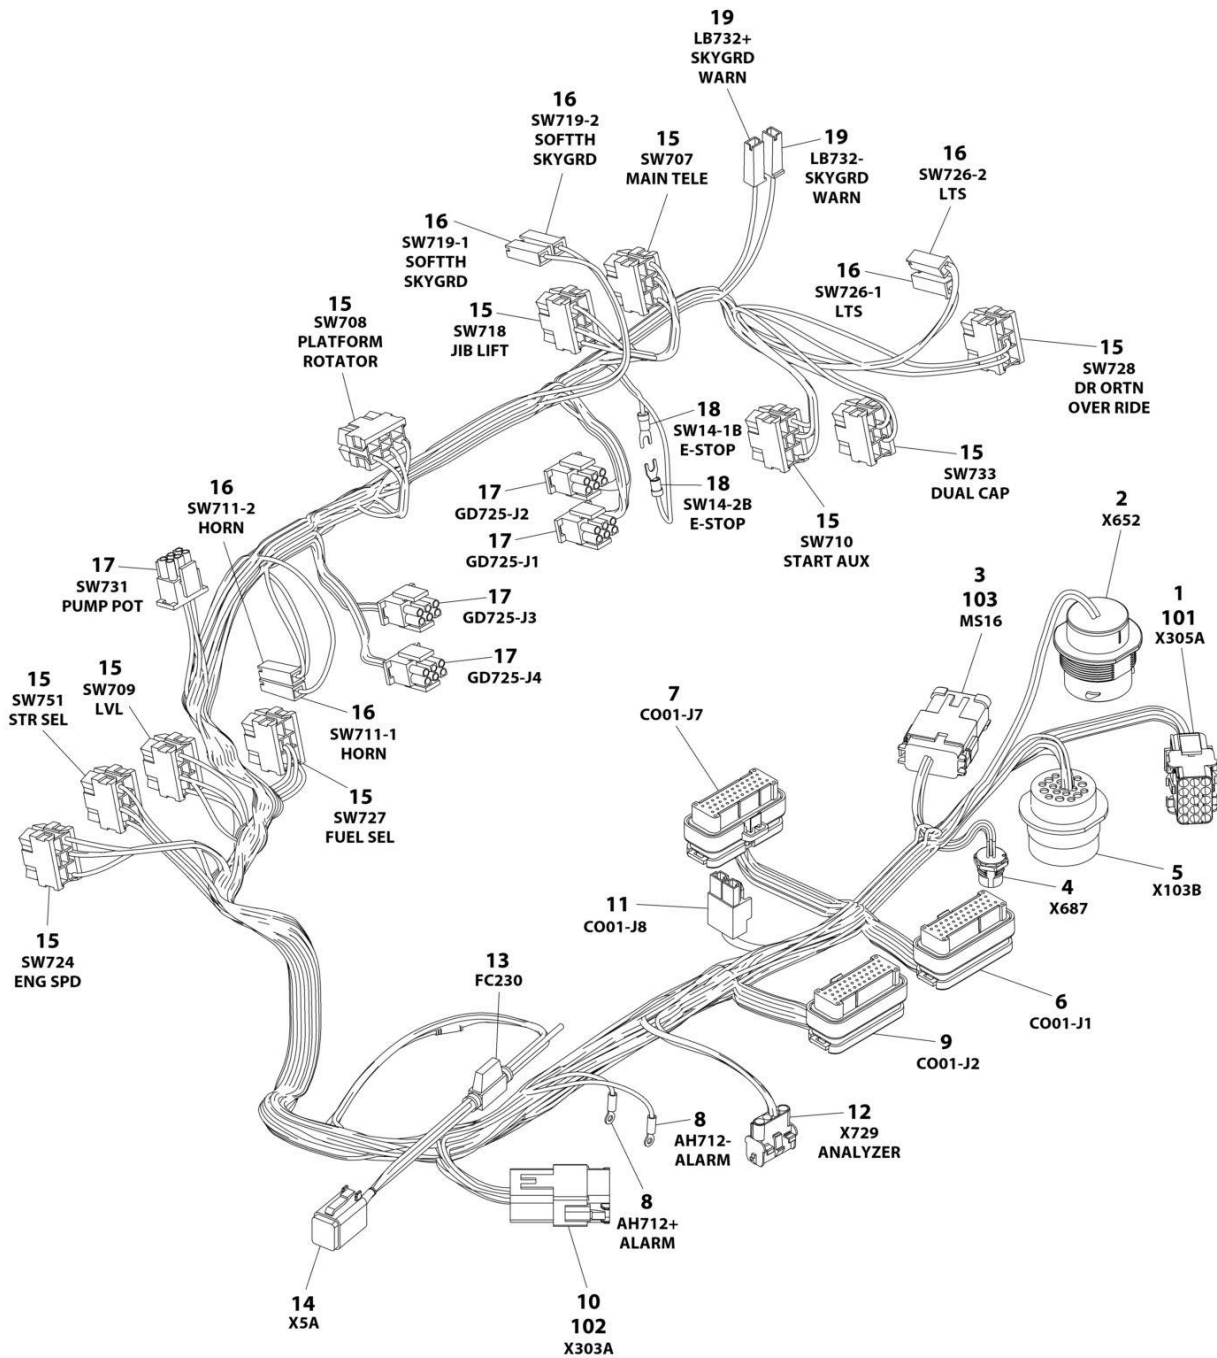 19
LB732+
SKYGRD
WARN
16
SW719-2
SOFTTH
SKYGRD
15
SW707
MAIN TELE
19
LB732-
SKYGRD
WARN
16
SW726-2
LTS
16
SW719-1
SOFTTH
SKYGRD
16
SW726-1
LTS
15
SW708
PLATFORM
ROTATOR
15
SW718
JIB LIFT
15
SW728
DR ORTN
OVER RIDE
18
SW14-1B
E-STOP
15
SW733
DUAL CAP
16
SW711-2
HORN
17
GD725-J2
18
SW14-2B
E-STOP
2
X652
17
GD725-J1
15
SW710
START AUX
17
SW731
PUMP POT
3
103
MS16
1
101
X305A
17
GD725-J3
17
GD725-J4
15
SW751
STR SEL
15
SW709
LVL
16
SW711-1
HORN
7
CO01-J7
15
SW727
FUEL SEL
5
X103B
4
X687
11
CO01-J8
15
SW724
ENG SPD
13
FC230
6
CO01-J1
9
CO01-J2
8
AH712-
ALARM
12
X729
ANALYZER
8
AH712+
ALARM
14
X5A
10
102
X303A